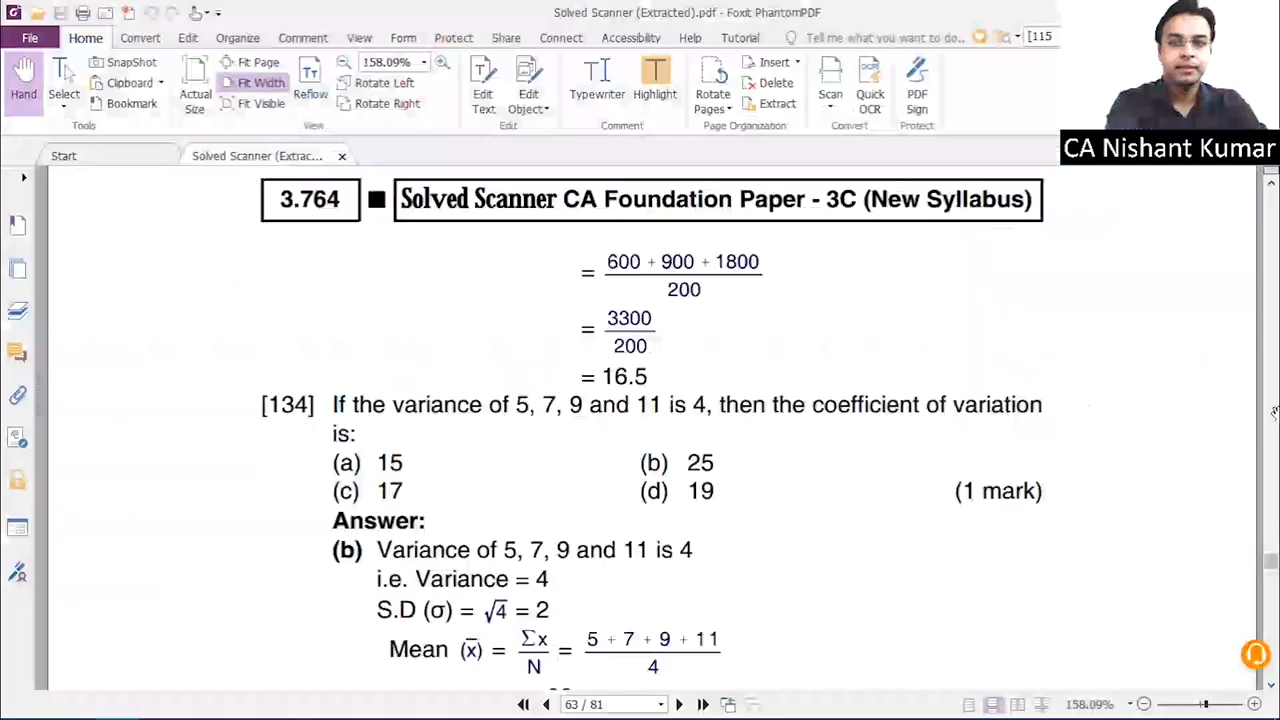 Solved Scanner (Extracted).pdf - Foxit PhantomPDF
File Home Convert Edit Organize Comment View Form Protect Share Connect Accessibility Help Tutorial Tell me what you want to do... [115
Hand
Select
SnapShot
Clipboard
Bookmark
Tools
Actual Size
Fit Page
Fit Width
Fit Visible
Reflow
158.09%
Rotate Left
Rotate Right
View
Edit Text
Edit Object
Edit
Typewriter
Highlight
Comment
Rotate Pages
Insert
Delete
Extract
Page Organization
Scan
Quick OCR
Convert
PDF Sign
Protect
CA Nishant Kumar
Start
Solved Scanner (Extrac...
3.764 ■ Solved Scanner CA Foundation Paper - 3C (New Syllabus)
= 600 + 900 + 1800
200
= 3300
200
= 16.5
[134] If the variance of 5, 7, 9 and 11 is 4, then the coefficient of variation
is:
(a) 15 (b) 25
(c) 17 (d) 19 (1 mark)
Answer:
(b) Variance of 5, 7, 9 and 11 is 4
i.e. Variance = 4
S.D (σ) = √4 = 2
Mean (x̅) = Σx / N = 5 + 7 + 9 + 11 / 4
63 / 81
158.09%